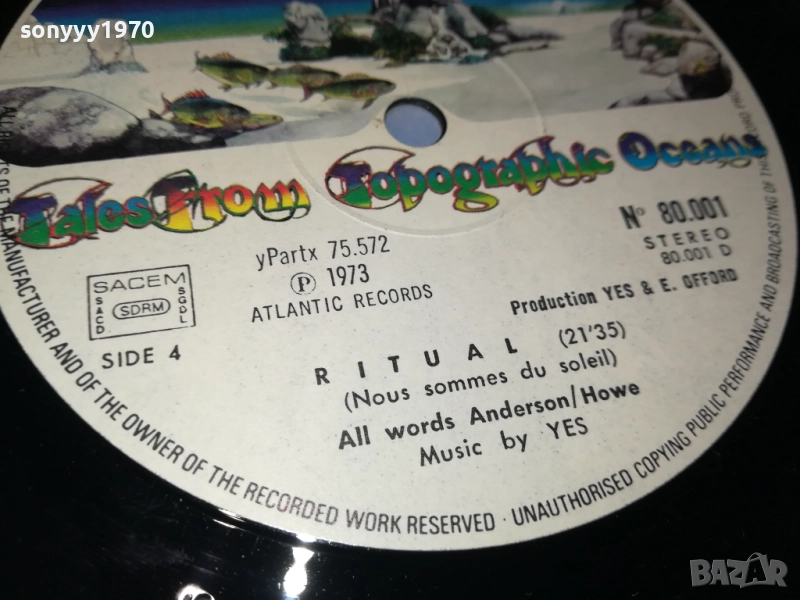 sonyyy1970
Tales From Topographic Oceans
Nº 80.001
STEREO
80.001 D
yPartx 75.572
Ⓟ 1973
ATLANTIC RECORDS
Production YES & E. OFFORD
SACEM
SACD
SDRM
SGDL
SIDE 4
RITUAL (21'35)
(Nous sommes du soleil)
All words Anderson/Howe
Music by YES
OF THE MANUFACTURER AND OF THE OWNER OF THE RECORDED WORK RESERVED · UNAUTHORISED COPYING PUBLIC PERFORMANCE AND BROADCASTING OF
BAZAR